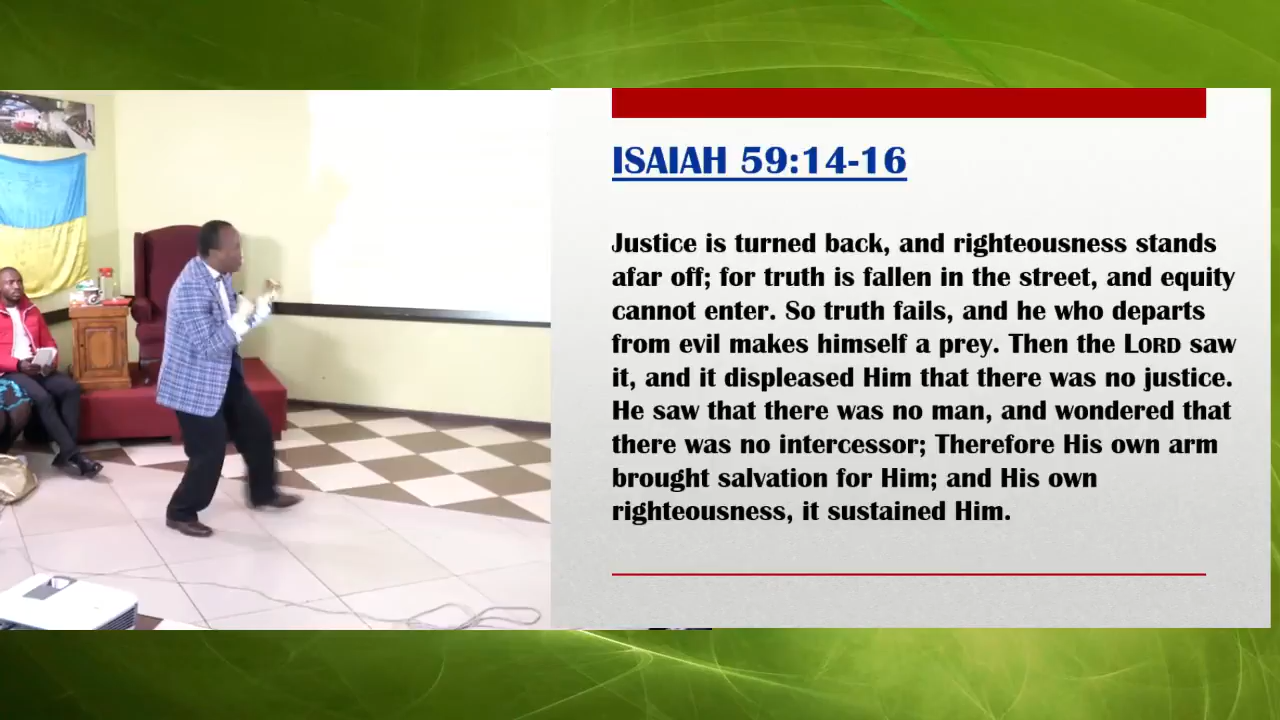 ISAIAH 59:14-16
Justice is turned back, and righteousness stands
afar off; for truth is fallen in the street, and equity
cannot enter. So truth fails, and he who departs
from evil makes himself a prey. Then the LORD saw
it, and it displeased Him that there was no justice.
He saw that there was no man, and wondered that
there was no intercessor; Therefore His own arm
brought salvation for Him; and His own
righteousness, it sustained Him.